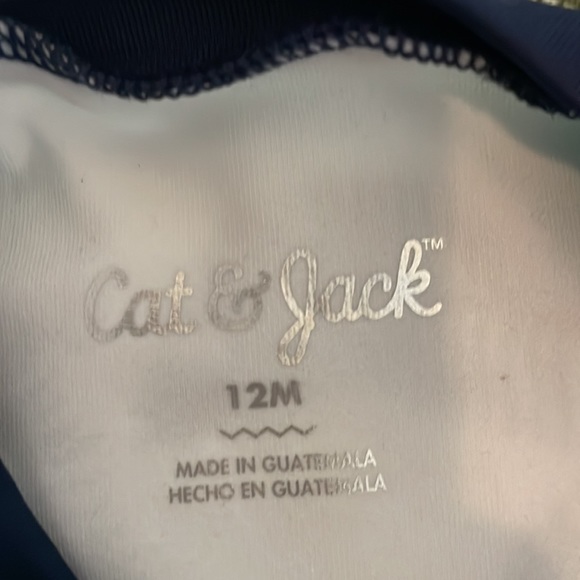 Cat & Jack™
12M
MADE IN GUATEMALA
HECHO EN GUATEMALA